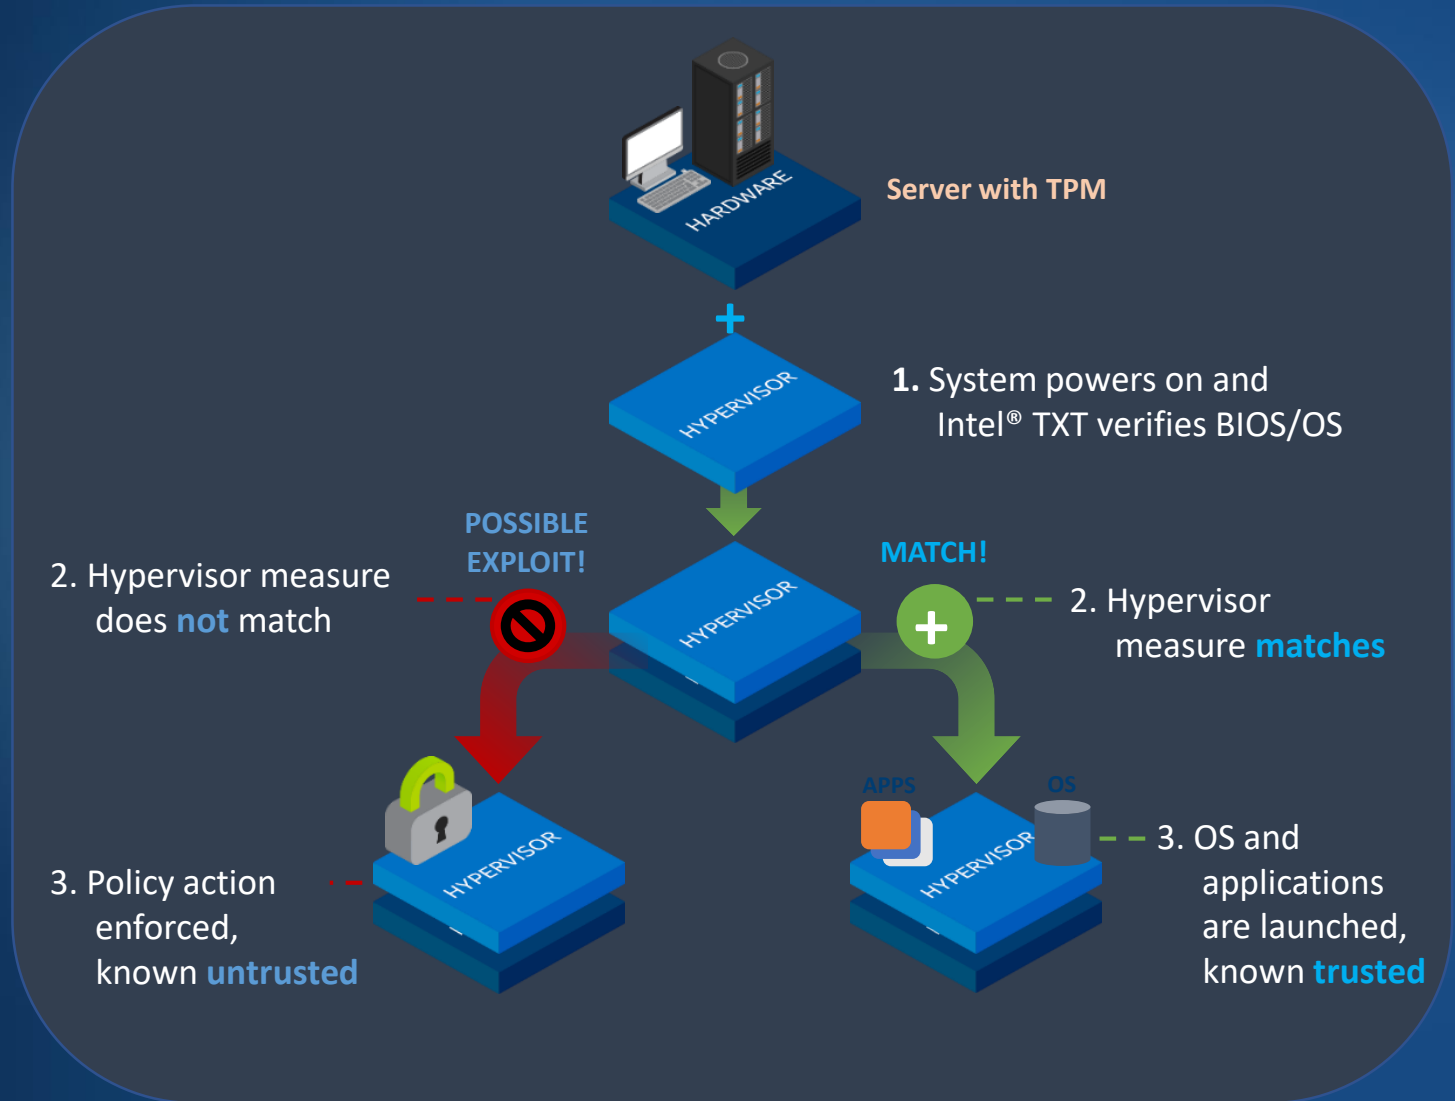 HARDWARE
Server with TPM
+
HYPERVISOR
1. System powers on and
Intel® TXT verifies BIOS/OS
POSSIBLE
EXPLOIT!
2. Hypervisor measure
does not match
HYPERVISOR
MATCH!
+
2. Hypervisor
measure matches
HYPERVISOR
3. Policy action
enforced,
known untrusted
APPS
OS
HYPERVISOR
3. OS and
applications
are launched,
known trusted